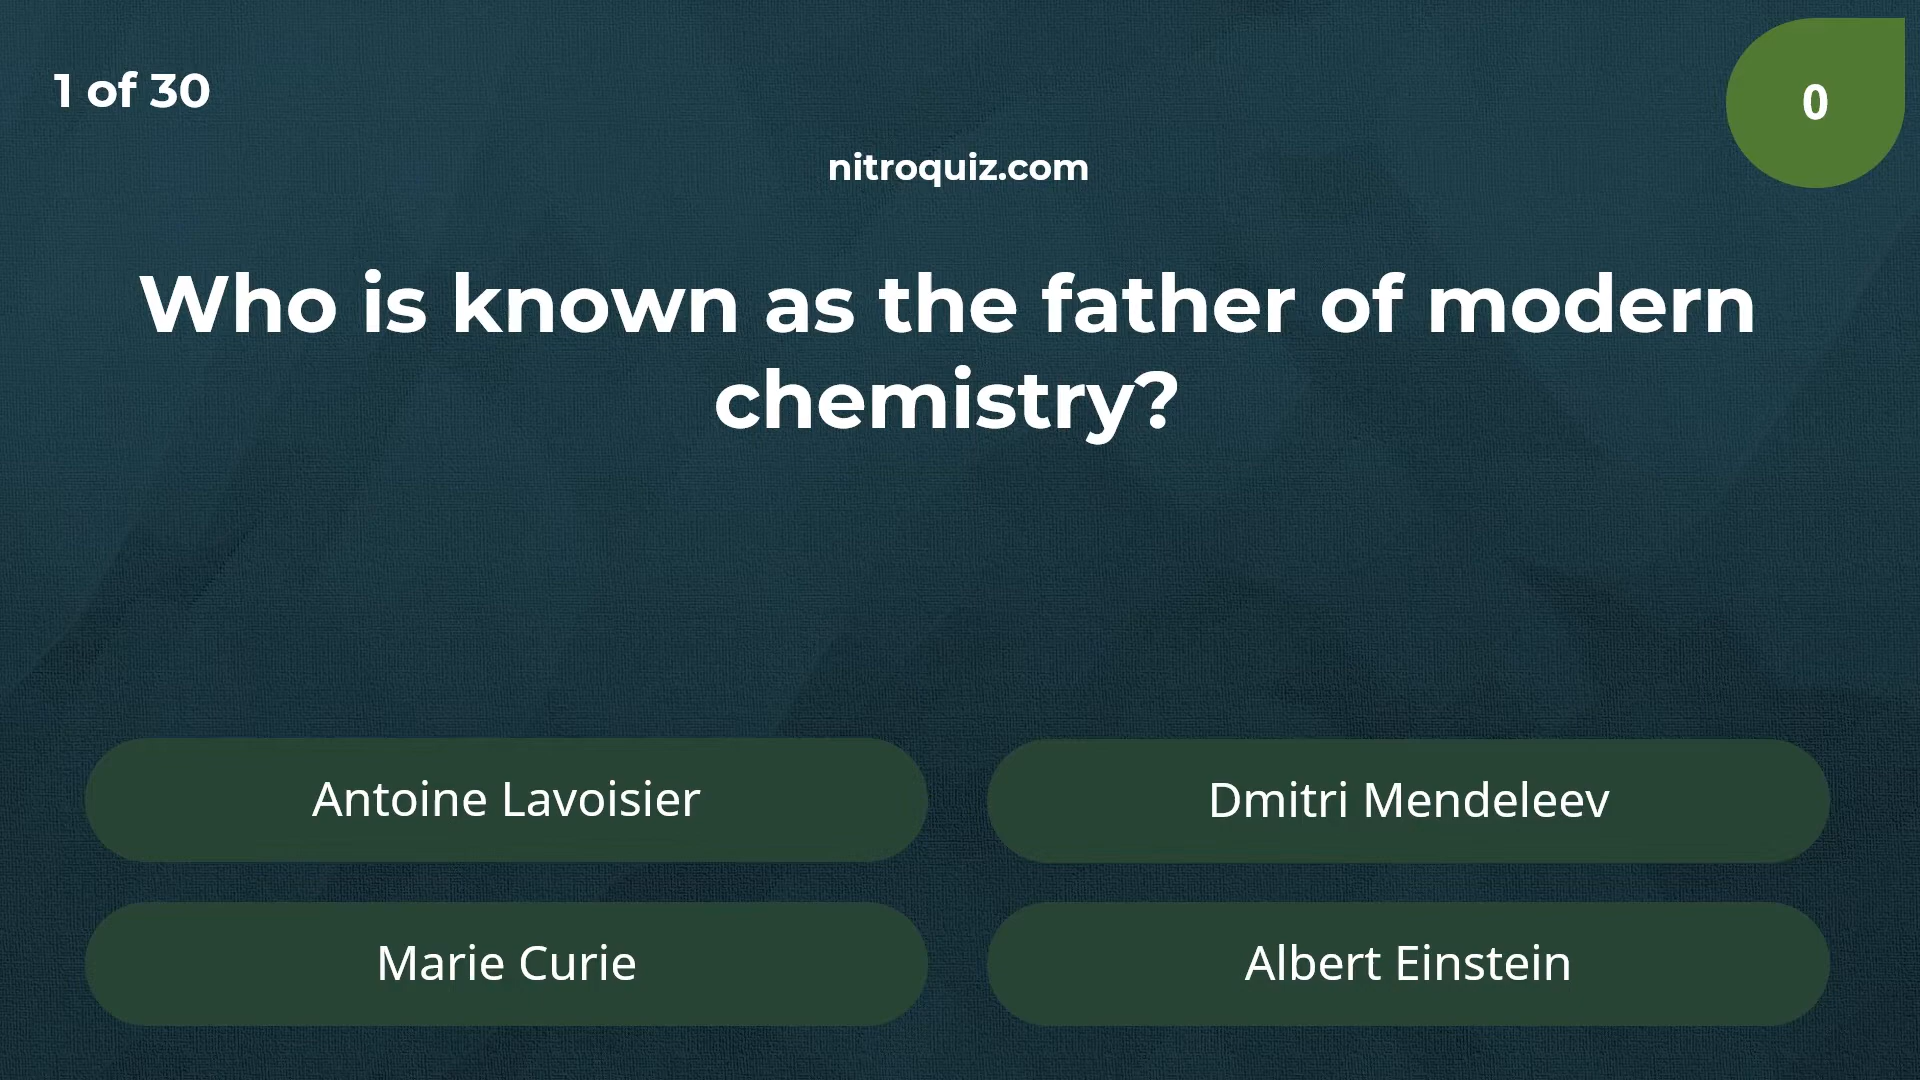 1 of 30
0
nitroquiz.com
Who is known as the father of modern
chemistry?
Antoine Lavoisier
Dmitri Mendeleev
Marie Curie
Albert Einstein